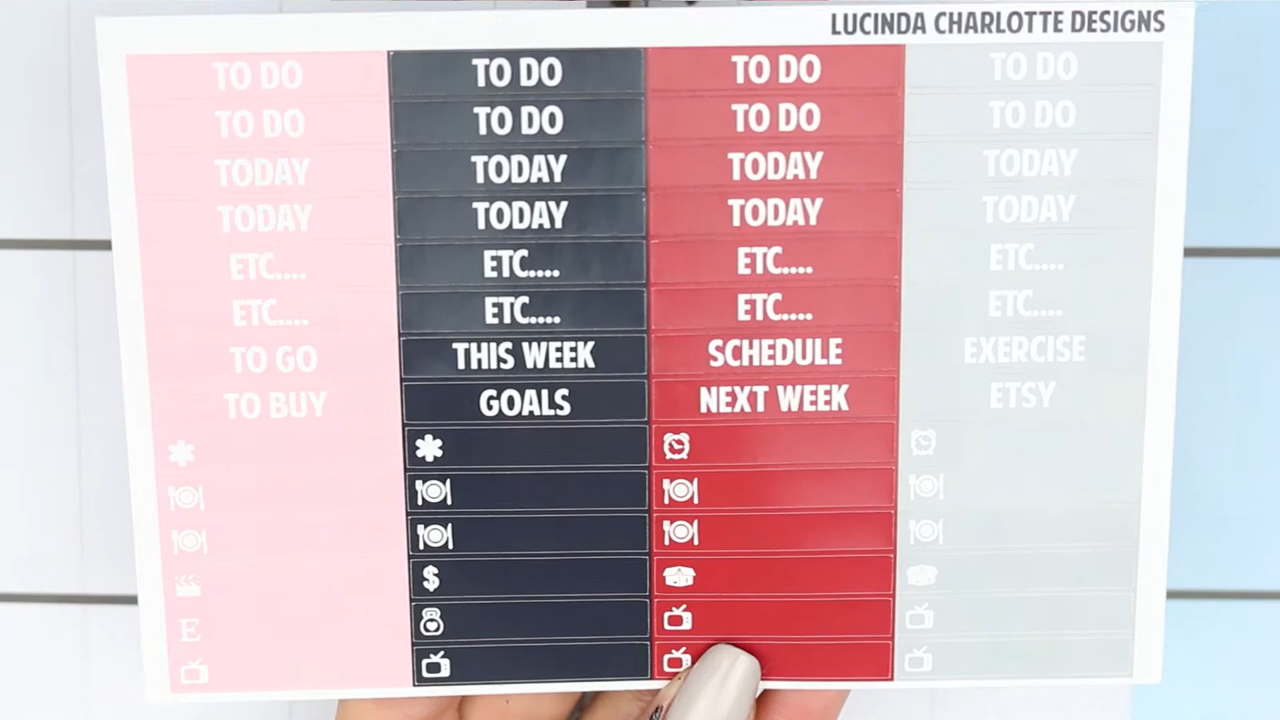 LUCINDA CHARLOTTE DESIGNS
TO DO TO DO TO DO TO DO
TO DO TO DO TO DO TO DO
TODAY TODAY TODAY TODAY
TODAY TODAY TODAY TODAY
ETC.... ETC.... ETC.... ETC....
ETC.... ETC.... ETC.... ETC....
TO GO THIS WEEK SCHEDULE EXERCISE
TO BUY GOALS NEXT WEEK ETSY
$
E